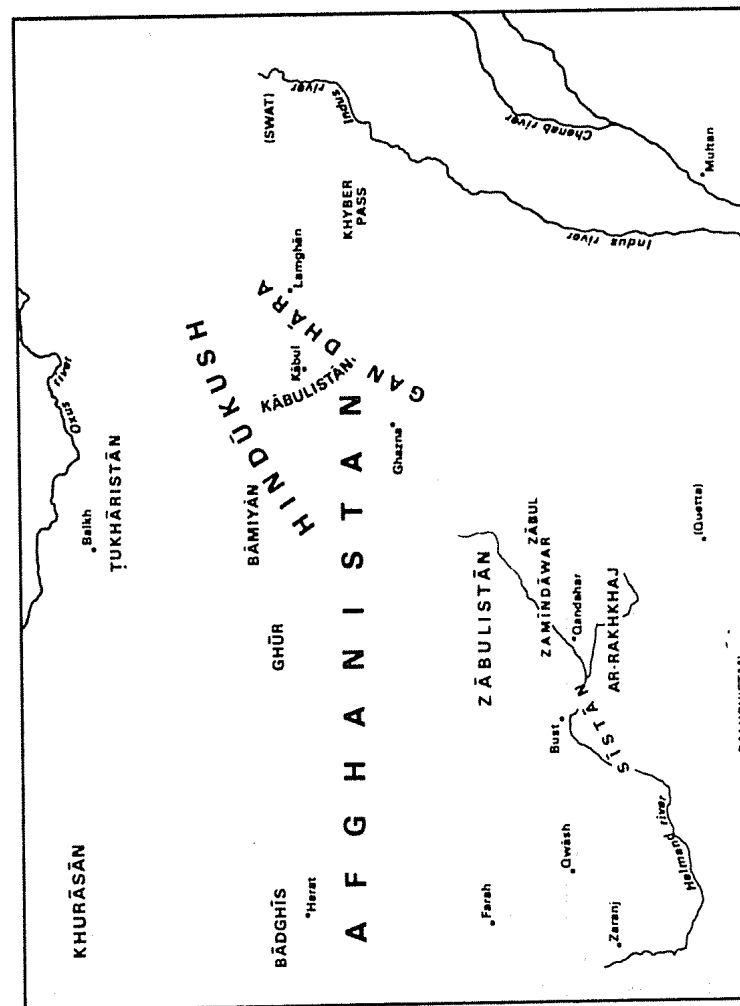 KHURĀSĀN
Balkh
ṬUKHĀRISTĀN
Oxus river
BĀDGHĪS
Herat
GHŪR
BĀMIYĀN
HINDŪKUSH
KĀBULISTĀN
Kābul
Lamghān
GANDHĀRA
(SWAT)
Indus river
KHYBER
PASS
AFGHANISTAN
Ghazna
Farah
Zaranj
Qwāsh
Helmand river
Bust
SĪSTĀN
ZĀBULISTĀN
ZAMĪNDĀWAR
ZĀBUL
Qandahar
AR-RAKHKHAJ
(Quetta)
Indus river
Chenab river
Multan